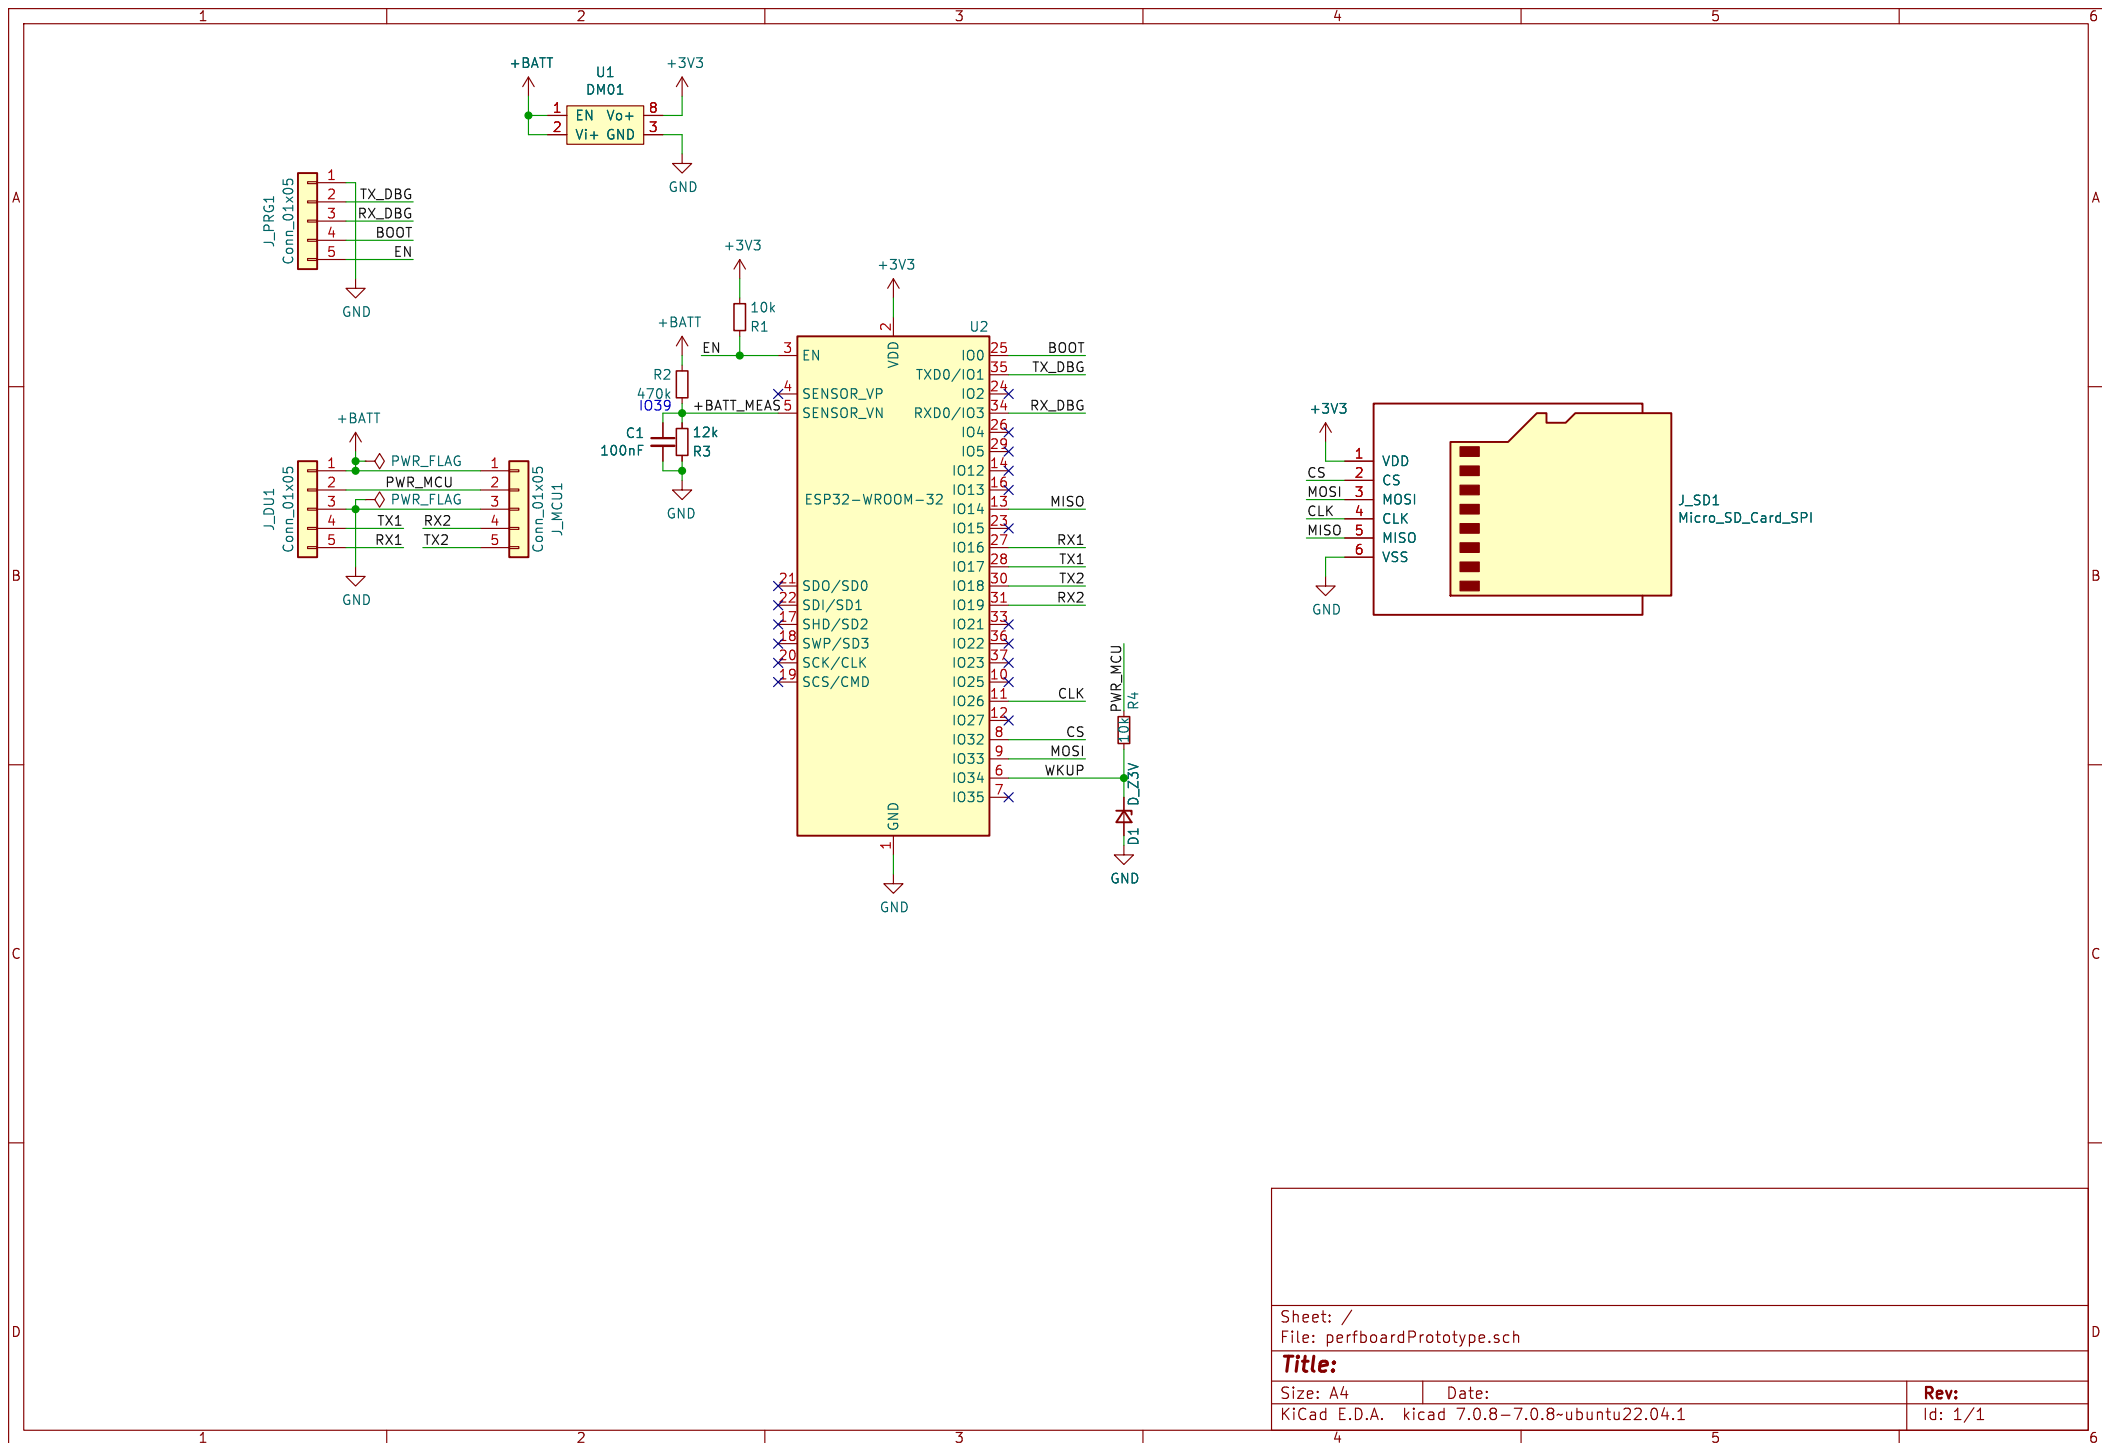 1 2 3 4 5 6
+BATT
U1
DM01
+3V3
1 EN Vo+ 8
2 Vi+ GND 3
GND
A
A
J_PRG1
Conn_01x05
1
2 TX_DBG
3 RX_DBG
4 BOOT
5 EN
GND
+3V3
10k
R1
+3V3
+BATT
R2
470k
IO39
+BATT_MEAS
C1
100nF
12k
R3
GND
U2
ESP32-WROOM-32
2
VDD
EN
3 EN
4 SENSOR_VP
5 SENSOR_VN
21 SDO/SD0
22 SDI/SD1
17 SHD/SD2
18 SWP/SD3
20 SCK/CLK
19 SCS/CMD
IO0 25 BOOT
TXD0/IO1 35 TX_DBG
IO2 24
RXD0/IO3 34 RX_DBG
IO4 26
IO5 29
IO12 14
IO13 16
IO14 13 MISO
IO15 23
IO16 27 RX1
IO17 28 TX1
IO18 30 TX2
IO19 31 RX2
IO21 33
IO22 36
IO23 37
IO25 10
IO26 11 CLK
IO27 12
IO32 8 CS
IO33 9 MOSI
IO34 6 WKUP
IO35 7
GND
1
GND
PWR_MCU
R4
10k
D_Z3V
D1
GND
+BATT
J_DU1
Conn_01x05
1 PWR_FLAG 1
2 PWR_MCU 2
3 PWR_FLAG 3
4 TX1 RX2 4
5 RX1 TX2 5
Conn_01x05
J_MCU1
GND
+3V3
1 VDD
CS 2 CS
MOSI 3 MOSI
CLK 4 CLK
MISO 5 MISO
6 VSS
GND
J_SD1
Micro_SD_Card_SPI
B
B
C
C
D
D
Sheet: /
File: perfboardPrototype.sch
Title:
Size: A4 Date: Rev:
KiCad E.D.A. kicad 7.0.8-7.0.8~ubuntu22.04.1 Id: 1/1
1 2 3 4 5 6